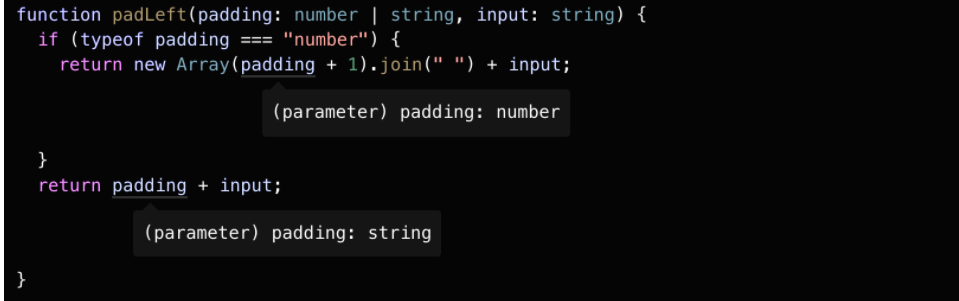 function padLeft(padding: number | string, input: string) {
  if (typeof padding === "number") {
    return new Array(padding + 1).join(" ") + input;
(parameter) padding: number
  }
  return padding + input;
(parameter) padding: string
}